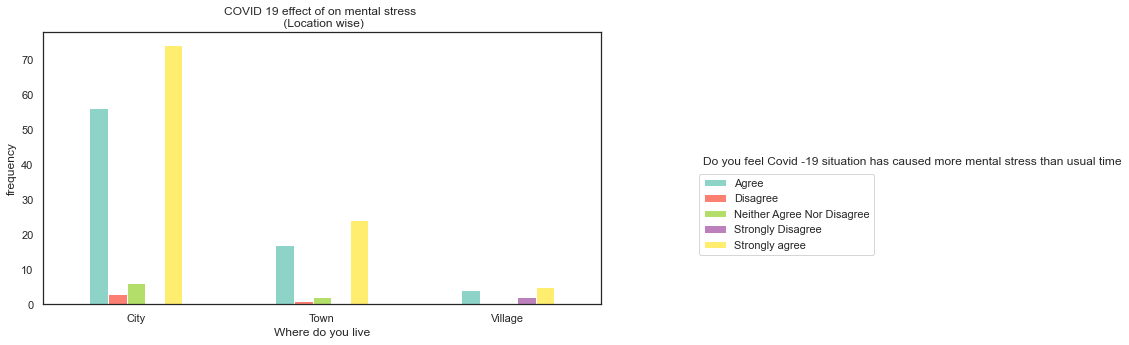 COVID 19 effect of on mental stress
(Location wise)
frequency
70
60
50
40
30
20
10
0
City
Town
Village
Where do you live
Do you feel Covid -19 situation has caused more mental stress than usual time
Agree
Disagree
Neither Agree Nor Disagree
Strongly Disagree
Strongly agree